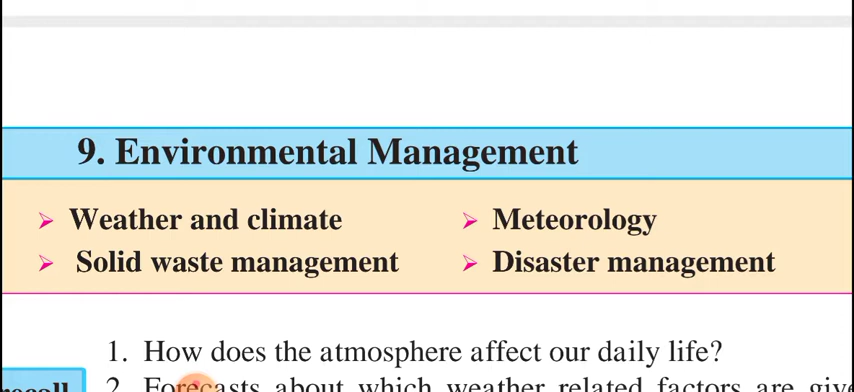 9. Environmental Management
➢ Weather and climate ➢ Meteorology
➢ Solid waste management ➢ Disaster management
1. How does the atmosphere affect our daily life?
recall 2. Forecasts about which weather related factors are